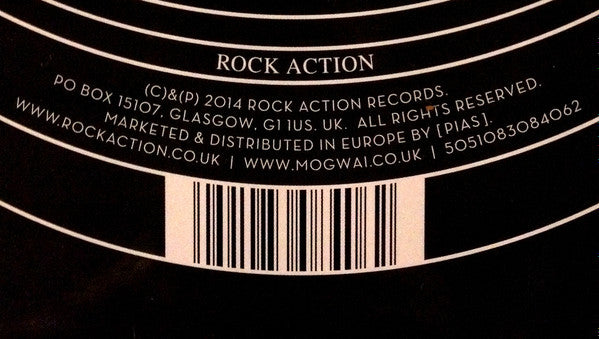 ROCK ACTION
(C)&(P) 2014 ROCK ACTION RECORDS.
PO BOX 15107, GLASGOW, G1 1US. UK. ALL RIGHTS RESERVED.
MARKETED & DISTRIBUTED IN EUROPE BY [PIAS].
WWW.ROCKACTION.CO.UK | WWW.MOGWAI.CO.UK | 5051083084062